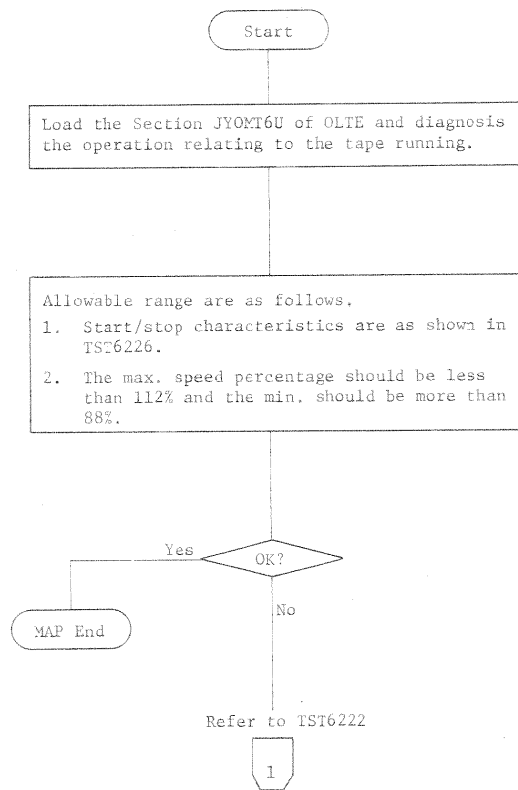 Start
Load the Section JYOMT6U of OLTE and diagnosis
the operation relating to the tape running.
Allowable range are as follows.
1. Start/stop characteristics are as shown in
TST6226.
2. The max. speed percentage should be less
than 112% and the min. should be more than
88%.
Yes
OK?
MAP End
No
Refer to TST6222
1